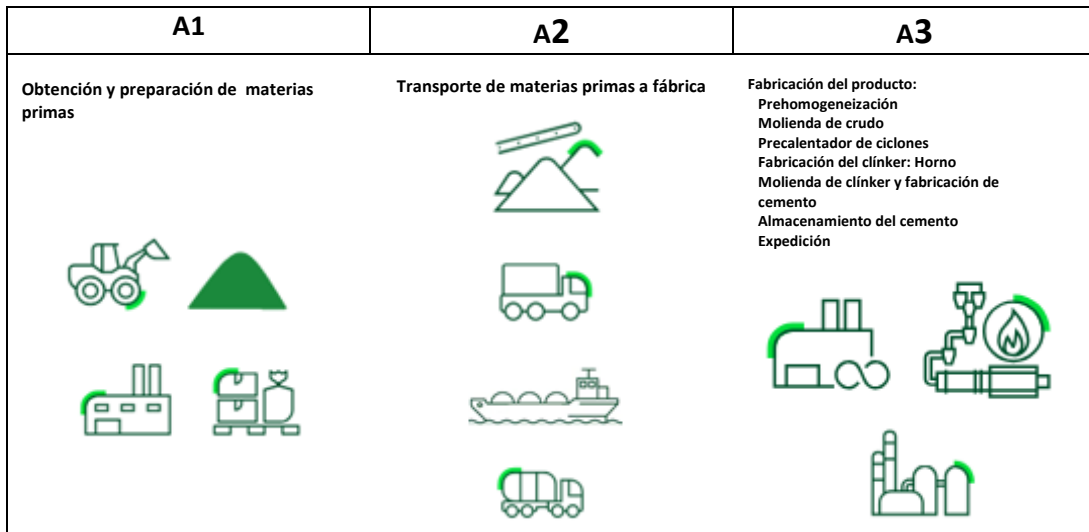 A1
A2
A3
Obtención y preparación de materias
primas
Transporte de materias primas a fábrica
Fabricación del producto:
Prehomogeneización
Molienda de crudo
Precalentador de ciclones
Fabricación del clínker: Horno
Molienda de clínker y fabricación de
cemento
Almacenamiento del cemento
Expedición